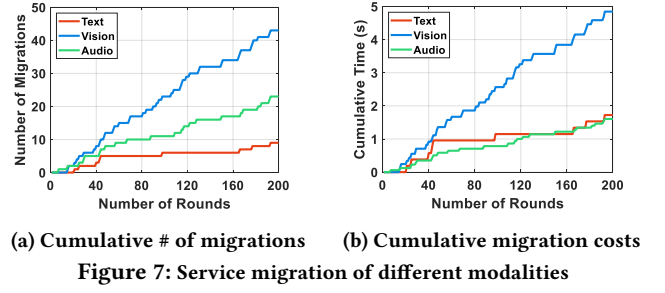 50
40
30
20
10
0
Number of Migrations
Text
Vision
Audio
0 40 80 120 160 200
Number of Rounds
5
4
3
2
1
0
Cumulative Time (s)
Text
Vision
Audio
0 40 80 120 160 200
Number of Rounds
(a) Cumulative # of migrations
(b) Cumulative migration costs
Figure 7: Service migration of different modalities